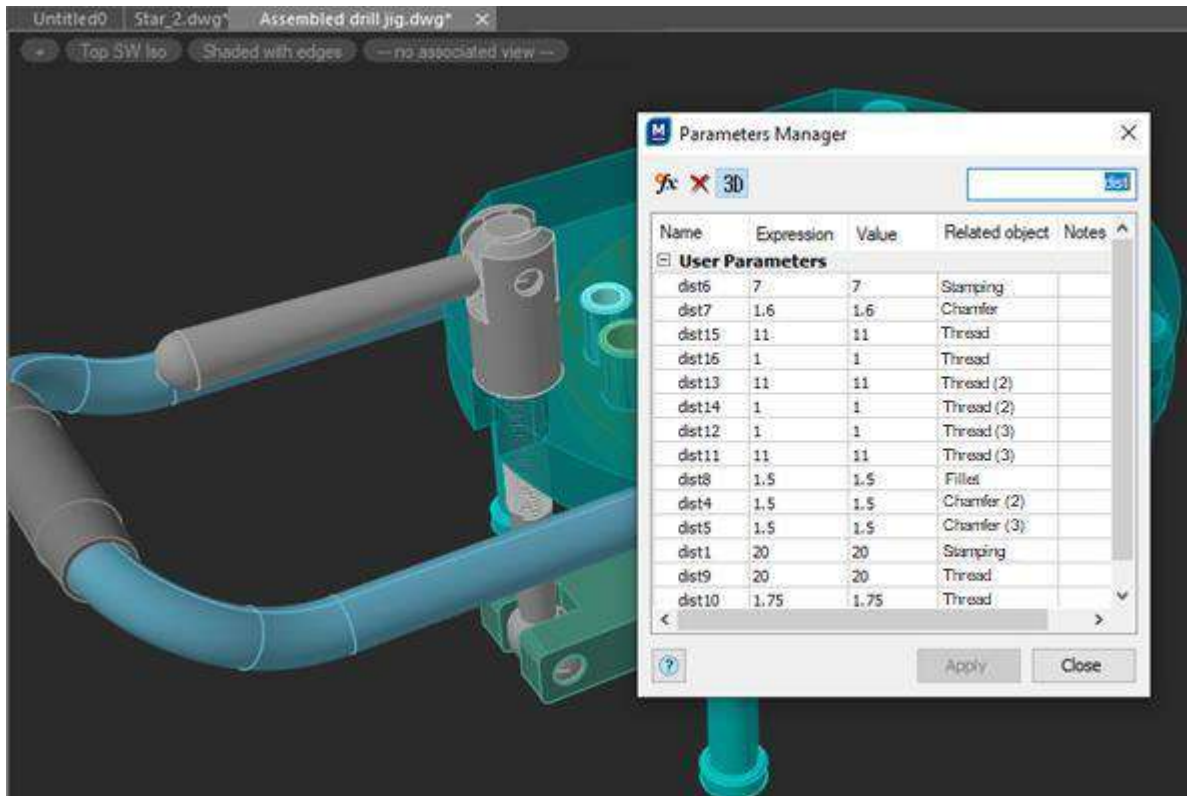 Untitled0 Star_2.dwg* Assembled drill jig.dwg* ×
+ Top SW Iso Shaded with edges --- no associated view ---
M Parameters Manager
fx 3D dist
Name Expression Value Related object Notes
User Parameters
dist6 7 7 Stamping
dist7 1.6 1.6 Chamfer
dist15 11 11 Thread
dist16 1 1 Thread
dist13 11 11 Thread (2)
dist14 1 1 Thread (2)
dist12 1 1 Thread (3)
dist11 11 11 Thread (3)
dist8 1.5 1.5 Fillet
dist4 1.5 1.5 Chamfer (2)
dist5 1.5 1.5 Chamfer (3)
dist1 20 20 Stamping
dist9 20 20 Thread
dist10 1.75 1.75 Thread
? Apply Close